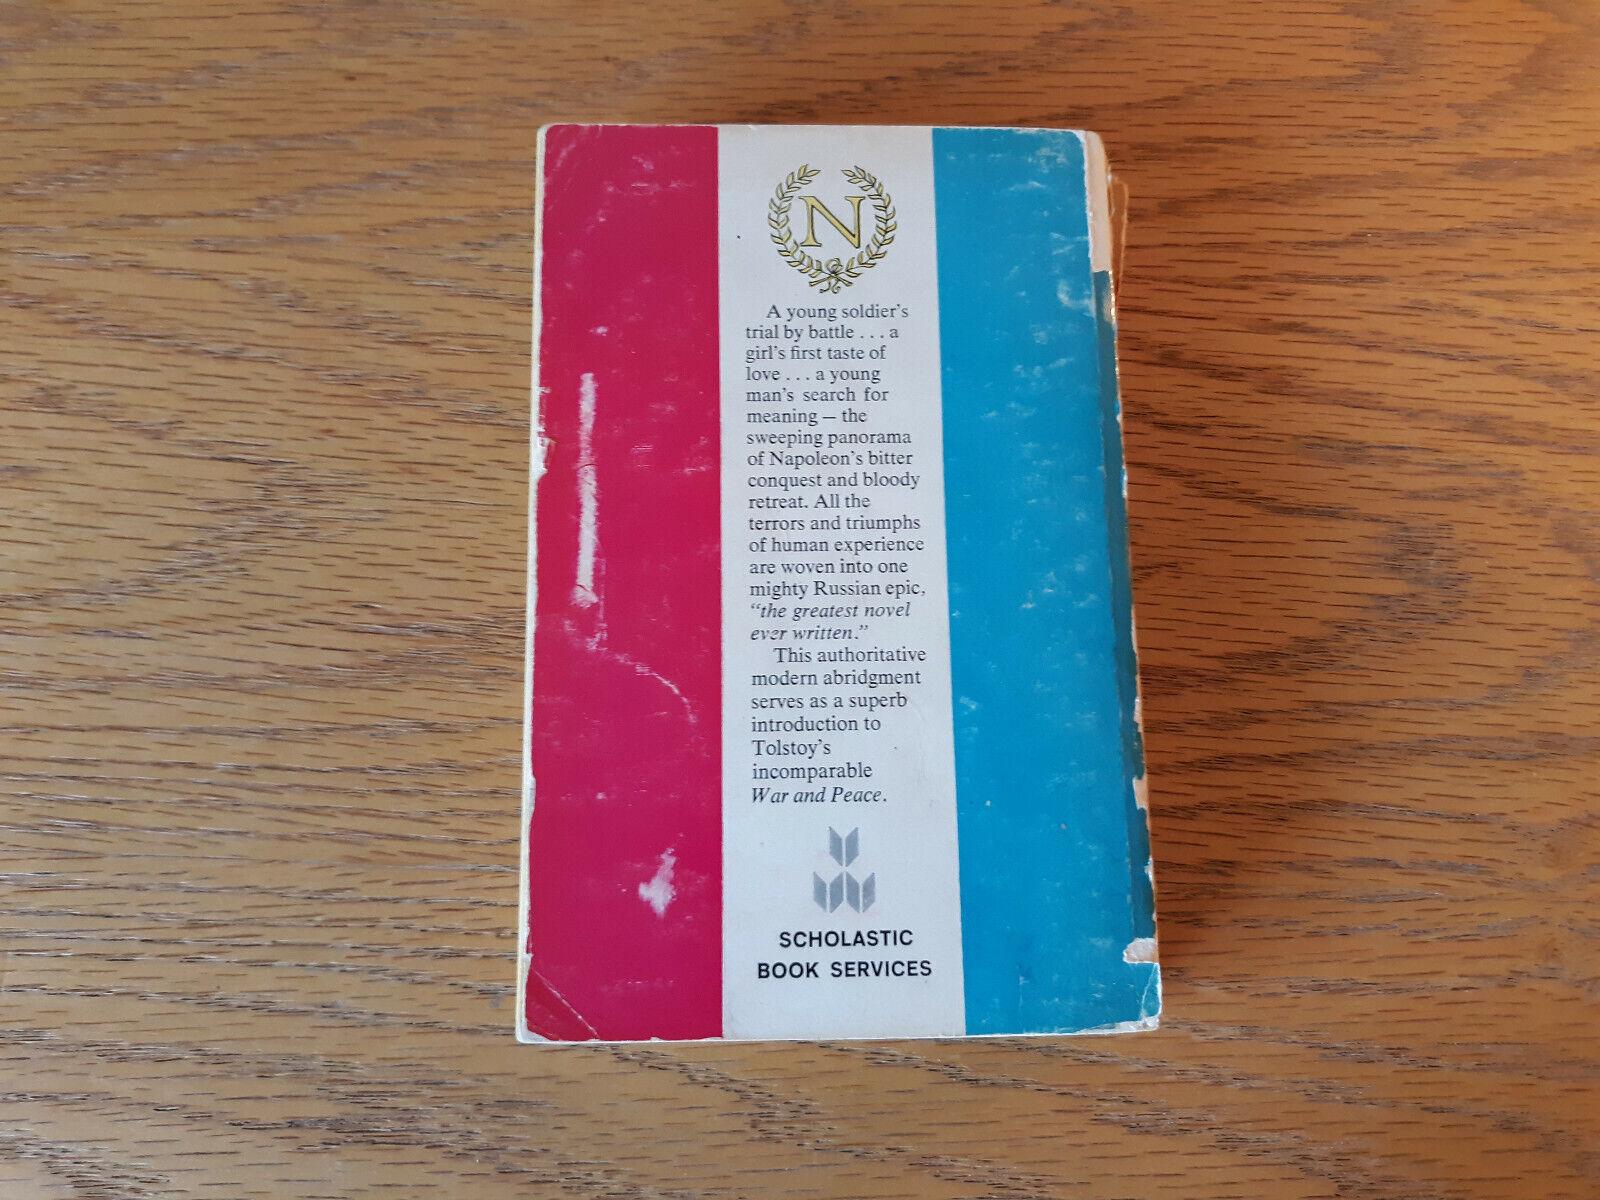 N
A young soldier's
trial by battle . . . a
girl's first taste of
love . . . a young
man's search for
meaning — the
sweeping panorama
of Napoleon's bitter
conquest and bloody
retreat. All the
terrors and triumphs
of human experience
are woven into one
mighty Russian epic,
"the greatest novel
ever written."
This authoritative
modern abridgment
serves as a superb
introduction to
Tolstoy's
incomparable
War and Peace.
SCHOLASTIC
BOOK SERVICES